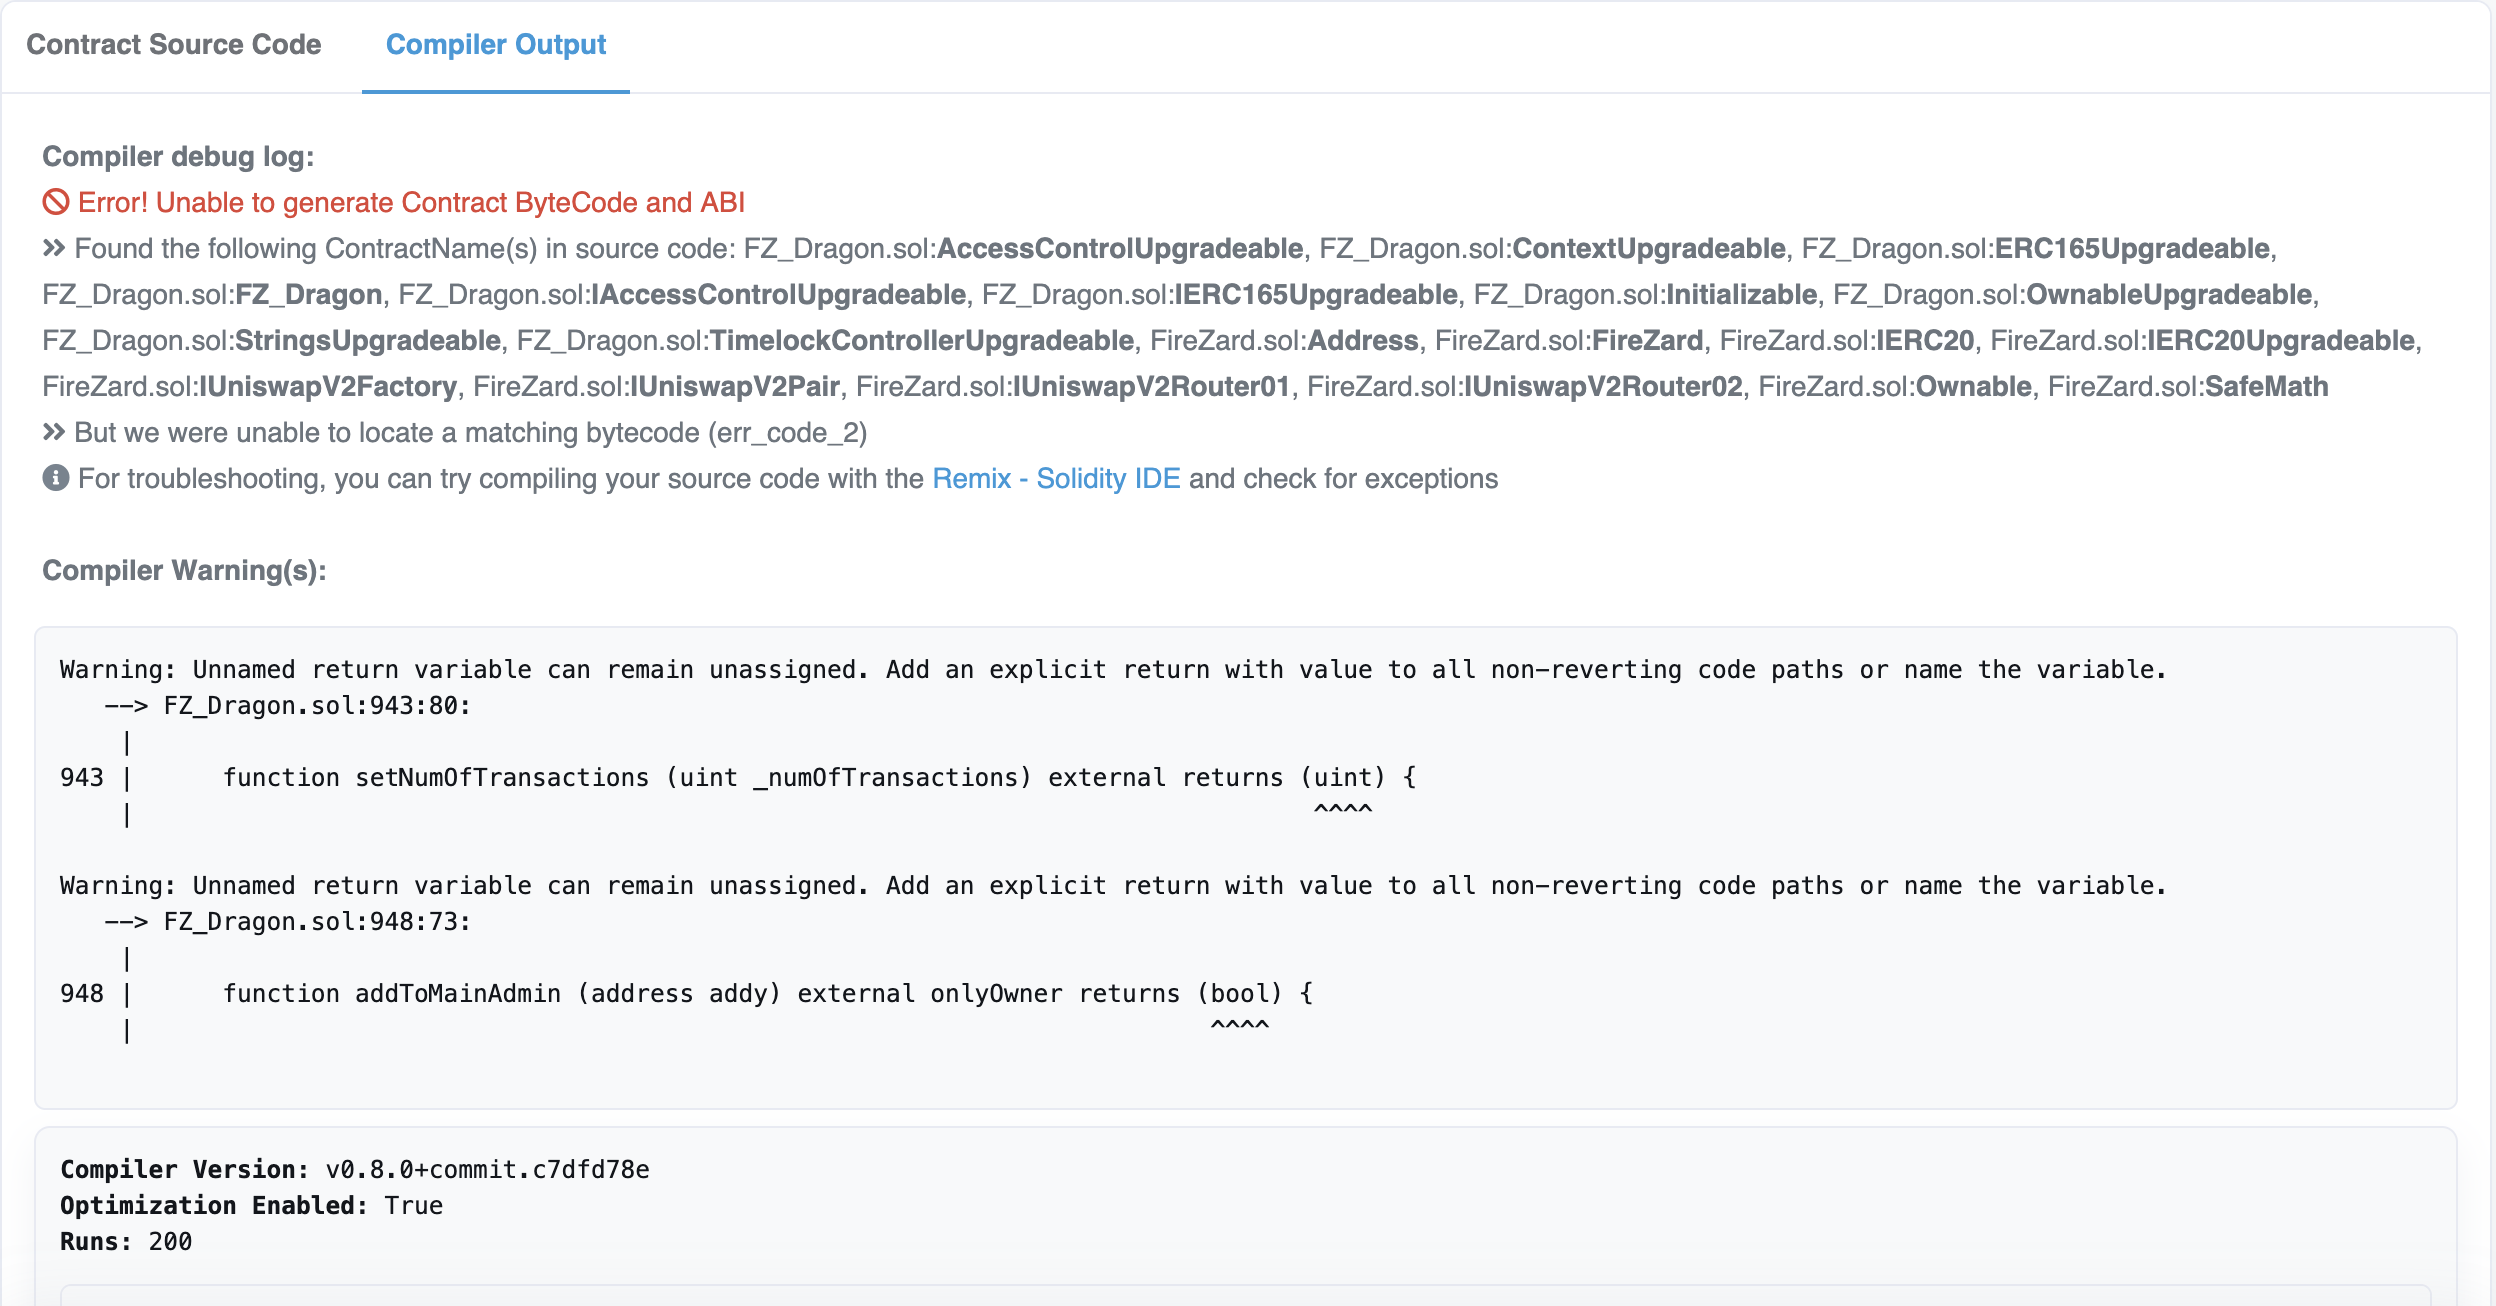 Contract Source Code Compiler Output
Compiler debug log:
Error! Unable to generate Contract ByteCode and ABI
Found the following ContractName(s) in source code: FZ_Dragon.sol:AccessControlUpgradeable, FZ_Dragon.sol:ContextUpgradeable, FZ_Dragon.sol:ERC165Upgradeable,
FZ_Dragon.sol:FZ_Dragon, FZ_Dragon.sol:IAccessControlUpgradeable, FZ_Dragon.sol:IERC165Upgradeable, FZ_Dragon.sol:Initializable, FZ_Dragon.sol:OwnableUpgradeable,
FZ_Dragon.sol:StringsUpgradeable, FZ_Dragon.sol:TimelockControllerUpgradeable, FireZard.sol:Address, FireZard.sol:FireZard, FireZard.sol:IERC20, FireZard.sol:IERC20Upgradeable,
FireZard.sol:IUniswapV2Factory, FireZard.sol:IUniswapV2Pair, FireZard.sol:IUniswapV2Router01, FireZard.sol:IUniswapV2Router02, FireZard.sol:Ownable, FireZard.sol:SafeMath
But we were unable to locate a matching bytecode (err_code_2)
For troubleshooting, you can try compiling your source code with the Remix - Solidity IDE and check for exceptions
Compiler Warning(s):
Warning: Unnamed return variable can remain unassigned. Add an explicit return with value to all non-reverting code paths or name the variable.
--> FZ_Dragon.sol:943:80:
|
943 | function setNumOfTransactions (uint _numOfTransactions) external returns (uint) {
| ^^^^
Warning: Unnamed return variable can remain unassigned. Add an explicit return with value to all non-reverting code paths or name the variable.
--> FZ_Dragon.sol:948:73:
|
948 | function addToMainAdmin (address addy) external onlyOwner returns (bool) {
| ^^^^
Compiler Version: v0.8.0+commit.c7dfd78e
Optimization Enabled: True
Runs: 200